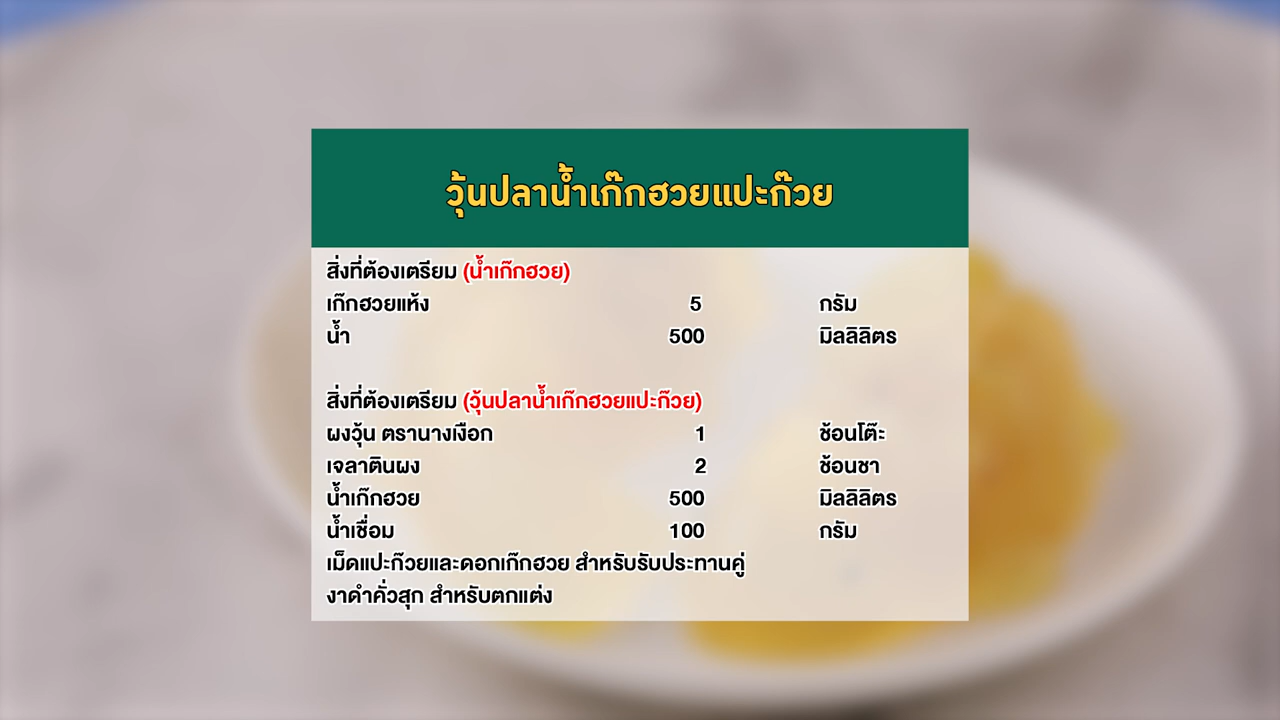 วุ้นปลาน้ำเก๊กฮวยแปะก๊วย
สิ่งที่ต้องเตรียม (น้ำเก๊กฮวย)
เก๊กฮวยแห้ง 5 กรัม
น้ำ 500 มิลลิลิตร
สิ่งที่ต้องเตรียม (วุ้นปลาน้ำเก๊กฮวยแปะก๊วย)
ผงวุ้น ตรานางเงือก 1 ช้อนโต๊ะ
เจลาตินผง 2 ช้อนชา
น้ำเก๊กฮวย 500 มิลลิลิตร
น้ำเชื่อม 100 กรัม
เม็ดแปะก๊วยและดอกเก๊กฮวย สำหรับรับประทานคู่
งาดำคั่วสุก สำหรับตกแต่ง